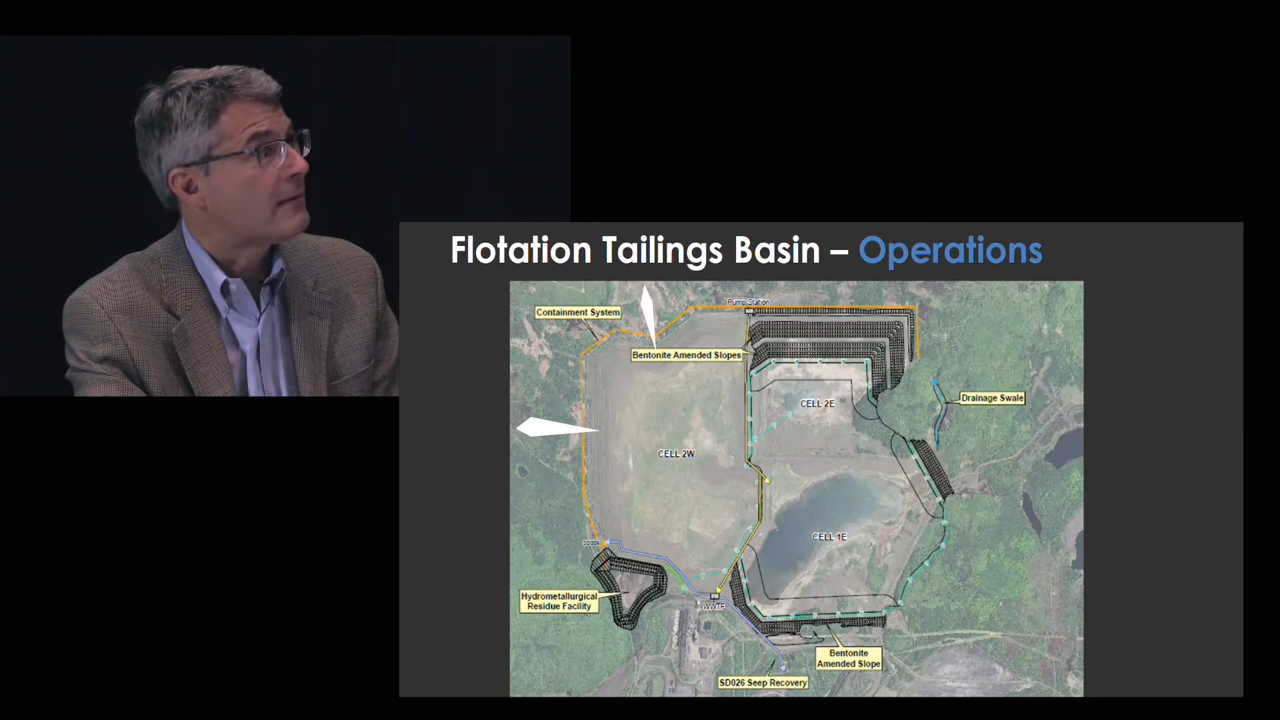 Flotation Tailings Basin – Operations
Pump Station
Containment System
Bentonite Amended Slopes
CELL 2E
Drainage Swale
CELL 2W
CELL 1E
Hydrometallurgical
Residue Facility
WWTP
Bentonite
Amended Slope
SD026 Seep Recovery